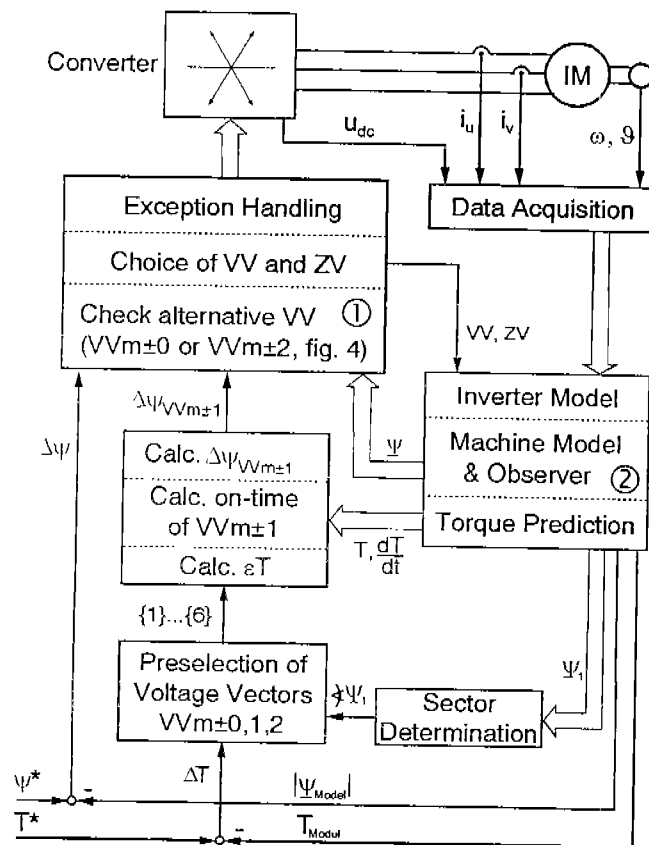 Converter
IM
u_dc
i_u
i_v
ω, ϑ
Exception Handling
Data Acquisition
Choice of VV and ZV
Check alternative VV ①
(VVm±0 or VVm±2, fig. 4)
VV, ZV
Δψ_VVm±1
Inverter Model
Δψ
Ψ
Machine Model
& Observer ②
Calc. Δψ_VVm±1
Calc. on-time
of VVm±1
Torque Prediction
T, dT/dt
Calc. εT
{1}...{6}
Preselection of
Voltage Vectors
VVm±0,1,2
∢Ψ₁
Sector
Determination
Ψ₁
ψ*
ΔT
-
|Ψ_Model|
T*
-
T_Modul